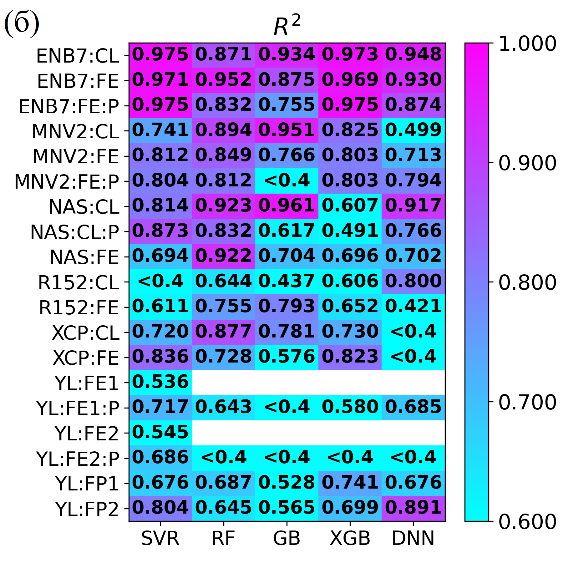 (б)
R²
ENB7:CL 0.975 0.871 0.934 0.973 0.948
ENB7:FE 0.971 0.952 0.875 0.969 0.930
ENB7:FE:P 0.975 0.832 0.755 0.975 0.874
MNV2:CL 0.741 0.894 0.951 0.825 0.499
MNV2:FE 0.812 0.849 0.766 0.803 0.713
MNV2:FE:P 0.804 0.812 <0.4 0.803 0.794
NAS:CL 0.814 0.923 0.961 0.607 0.917
NAS:CL:P 0.873 0.832 0.617 0.491 0.766
NAS:FE 0.694 0.922 0.704 0.696 0.702
R152:CL <0.4 0.644 0.437 0.606 0.800
R152:FE 0.611 0.755 0.793 0.652 0.421
XCP:CL 0.720 0.877 0.781 0.730 <0.4
XCP:FE 0.836 0.728 0.576 0.823 <0.4
YL:FE1 0.536
YL:FE1:P 0.717 0.643 <0.4 0.580 0.685
YL:FE2 0.545
YL:FE2:P 0.686 <0.4 <0.4 <0.4 <0.4
YL:FP1 0.676 0.687 0.528 0.741 0.676
YL:FP2 0.804 0.645 0.565 0.699 0.891
SVR RF GB XGB DNN
1.000
0.900
0.800
0.700
0.600